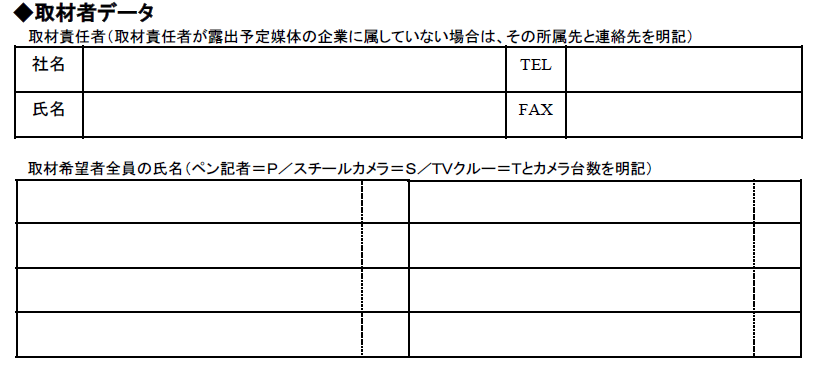 ◆取材者データ
取材責任者（取材責任者が露出予定媒体の企業に属していない場合は、その所属先と連絡先を明記）
社名 TEL
氏名 FAX
取材希望者全員の氏名（ペン記者＝P／スチールカメラ＝S／TVクルー＝Tとカメラ台数を明記）